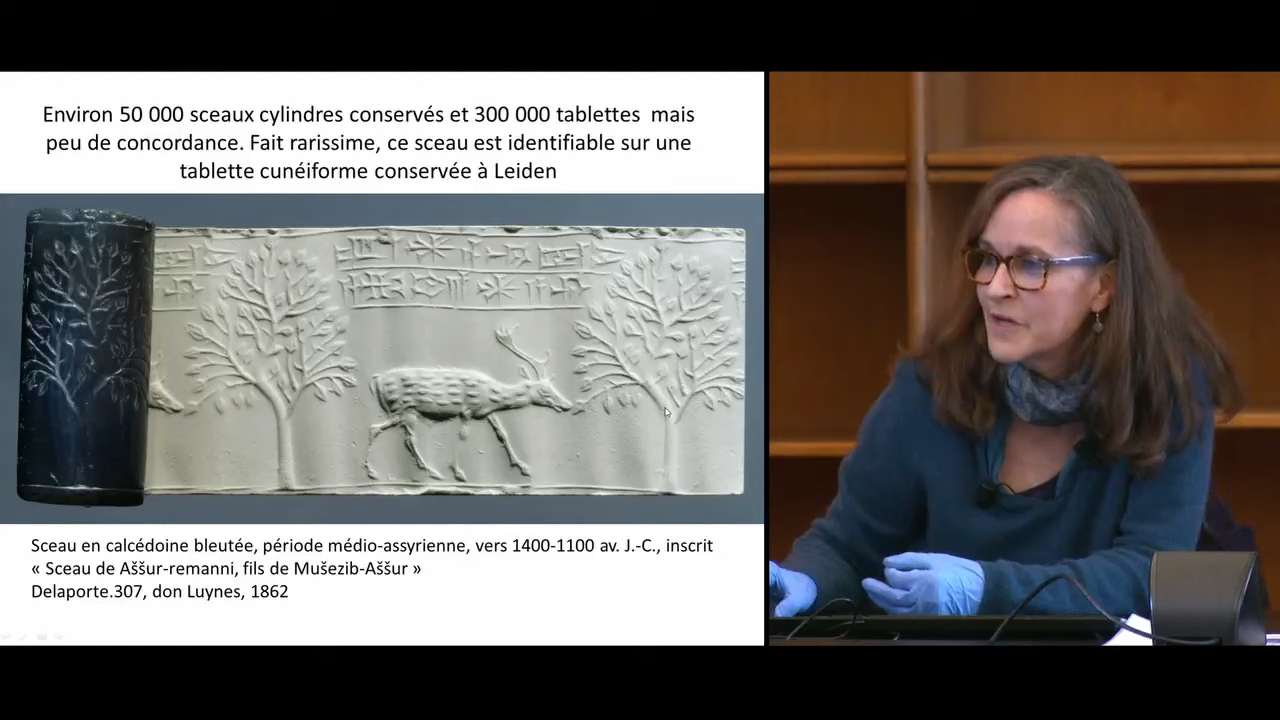 Environ 50 000 sceaux cylindres conservés et 300 000 tablettes mais
peu de concordance. Fait rarissime, ce sceau est identifiable sur une
tablette cunéiforme conservée à Leiden
Sceau en calcédoine bleutée, période médio-assyrienne, vers 1400-1100 av. J.-C., inscrit
« Sceau de Aššur-remanni, fils de Mušezib-Aššur »
Delaporte.307, don Luynes, 1862